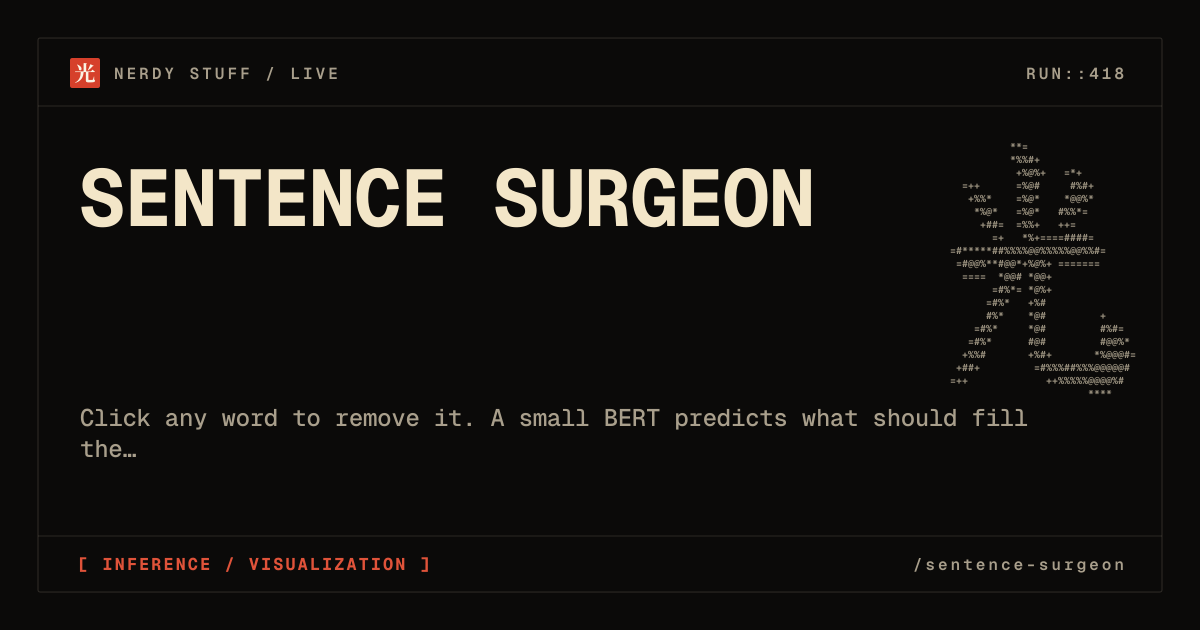 光 NERDY STUFF / LIVE
RUN::418
SENTENCE SURGEON
Click any word to remove it. A small BERT predicts what should fill
the…
[ INFERENCE / VISUALIZATION ]
/sentence-surgeon